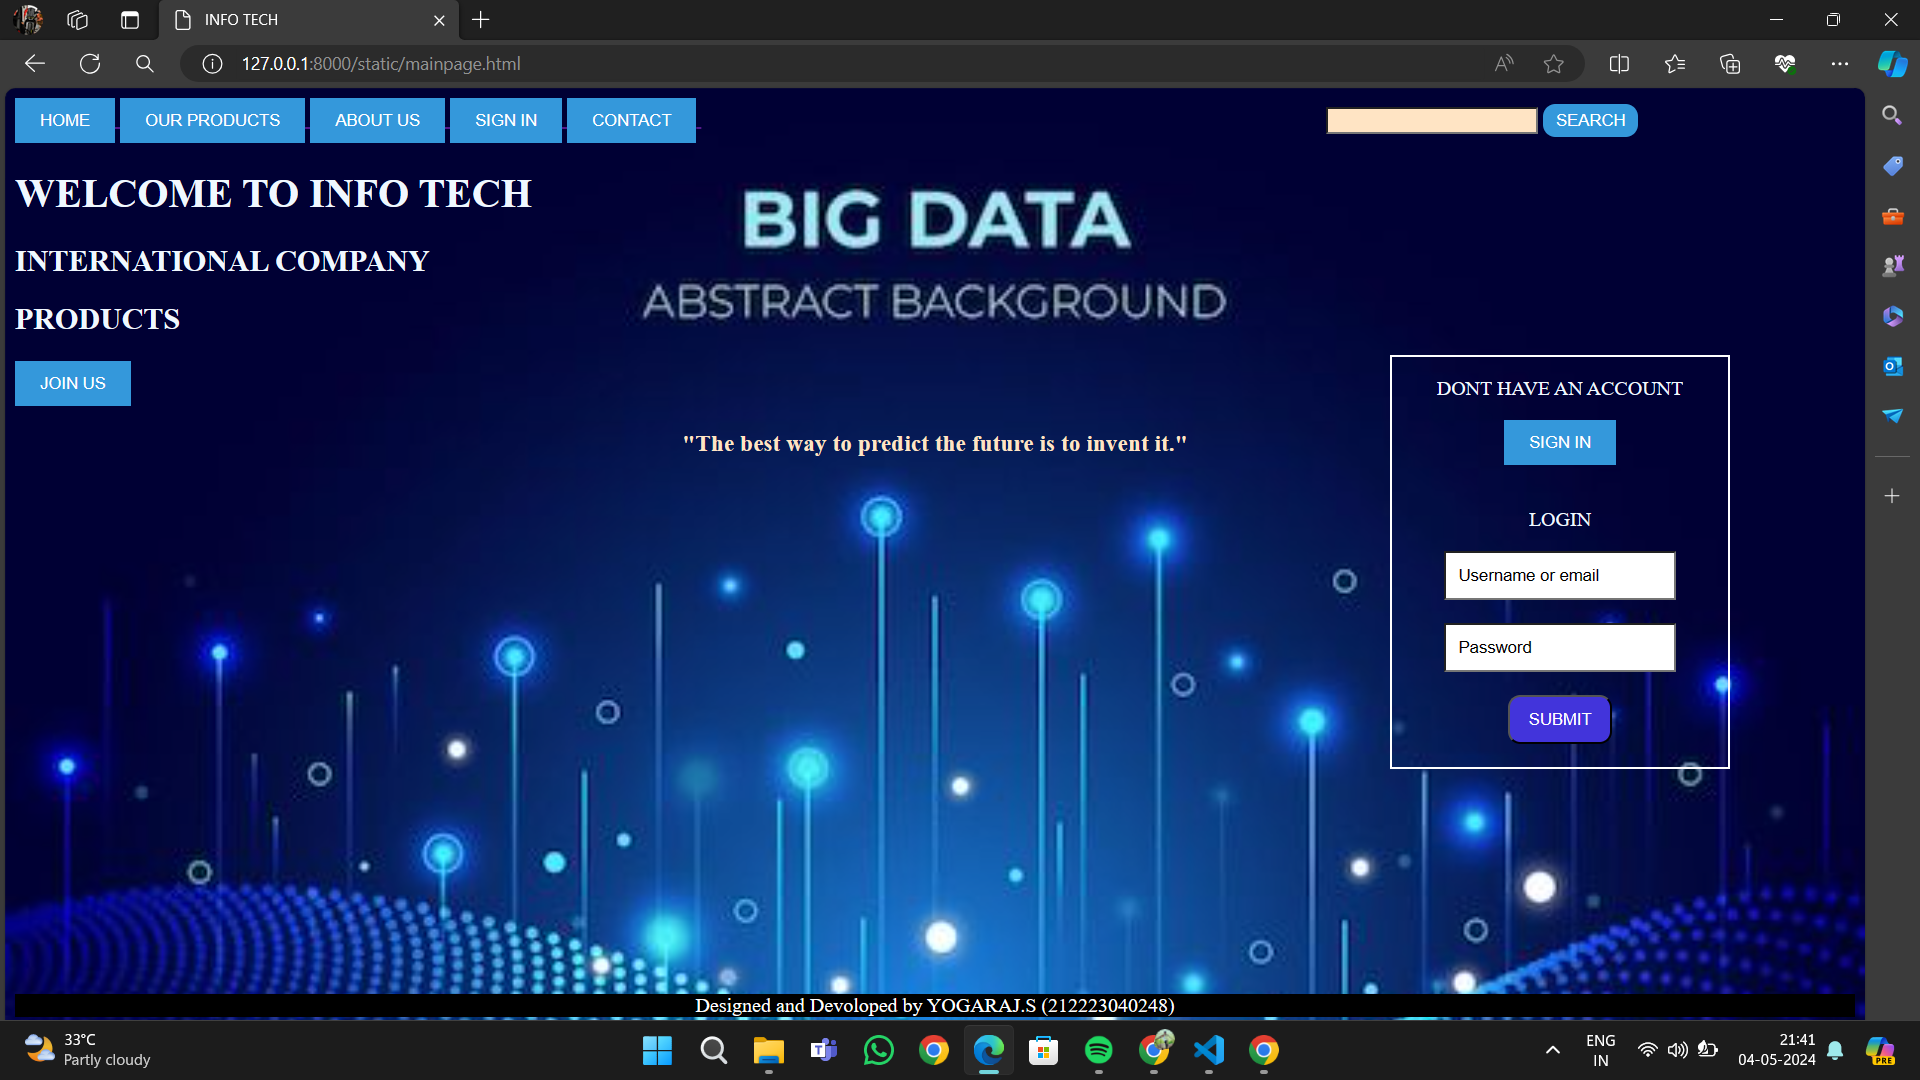 INFO TECH
127.0.0.1:8000/static/mainpage.html
HOME
OUR PRODUCTS
ABOUT US
SIGN IN
CONTACT
SEARCH
WELCOME TO INFO TECH
BIG DATA
INTERNATIONAL COMPANY
ABSTRACT BACKGROUND
PRODUCTS
JOIN US
DONT HAVE AN ACCOUNT
SIGN IN
"The best way to predict the future is to invent it."
LOGIN
Username or email
Password
SUBMIT
Designed and Devoloped by YOGARAJ.S (212223040248)
33°C
Partly cloudy
ENG
IN
21:41
04-05-2024
PRE